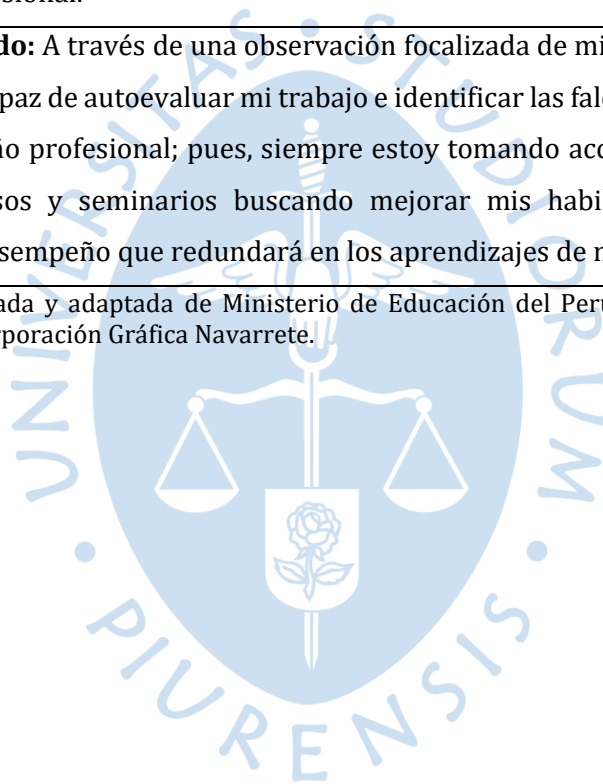 sional.
do: A través de una observación focalizada de mi
paz de autoevaluar mi trabajo e identificar las fal
ño profesional; pues, siempre estoy tomando acc
sos y seminarios buscando mejorar mis habi
sempeño que redundará en los aprendizajes de
ada y adaptada de Ministerio de Educación del Per
rporación Gráfica Navarrete.
UNIVERSITAS • STUDIORUM • PIURENSIS